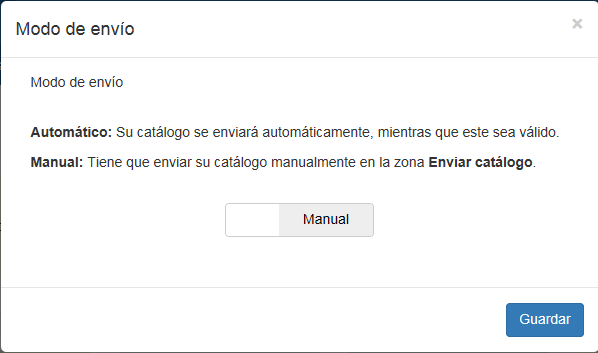 Modo de envío
×
Modo de envío
Automático: Su catálogo se enviará automáticamente, mientras que este sea válido.
Manual: Tiene que enviar su catálogo manualmente en la zona Enviar catálogo.
Manual
Guardar